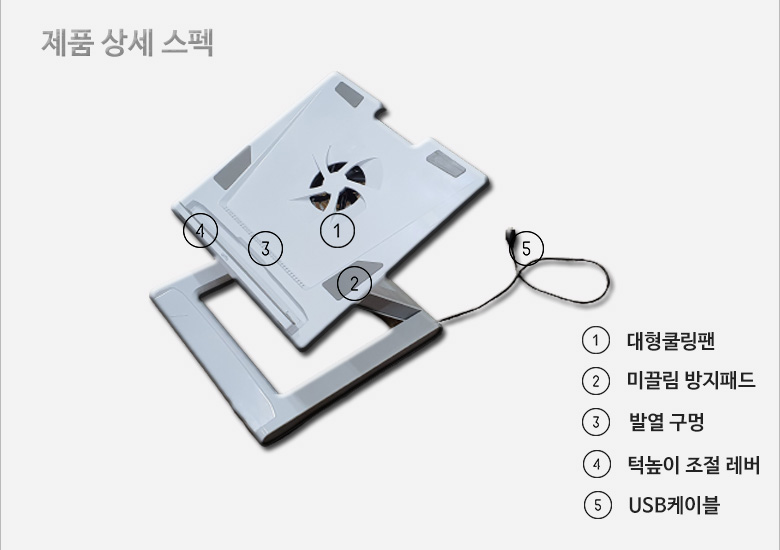 제품 상세 스펙
4
3
1
5
2
1 대형쿨링팬
2 미끌림 방지패드
3 발열 구멍
4 턱높이 조절 레버
5 USB케이블